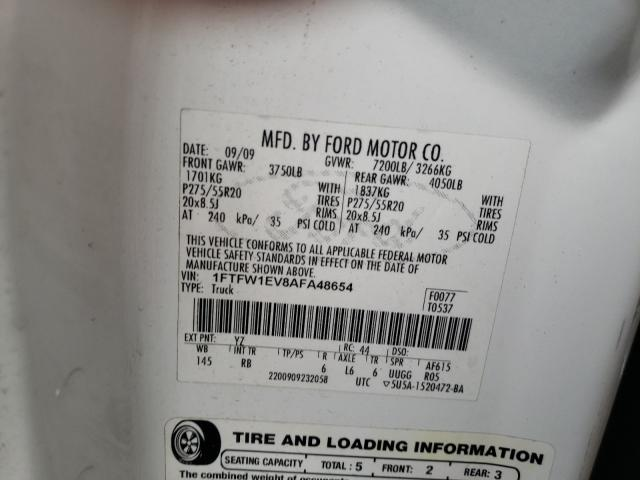 MFD. BY FORD MOTOR CO.
DATE: 09/09 GVWR: 7200LB/ 3266KG
FRONT GAWR: 3750LB REAR GAWR: 4050LB
1701KG WITH 1837KG WITH
P275/55R20 TIRES P275/55R20 TIRES
20x8.5J RIMS 20x8.5J RIMS
AT 240 kPa/ 35 PSI COLD AT 240 kPa/ 35 PSI COLD
THIS VEHICLE CONFORMS TO ALL APPLICABLE FEDERAL MOTOR
VEHICLE SAFETY STANDARDS IN EFFECT ON THE DATE OF
MANUFACTURE SHOWN ABOVE.
VIN: 1FTFW1EV8AFA48654
TYPE: Truck
F0077
T0537
EXT PNT: YZ RC: 44 DSO:
WB INT TR TP/PS R AXLE TR SPR AF615
145 RB 6 L6 6 UUGG R05
2200909232058 UTC ▽5U5A-1520472-BA
TIRE AND LOADING INFORMATION
SEATING CAPACITY TOTAL : 5 FRONT: 2 REAR: 3
The combined weight of